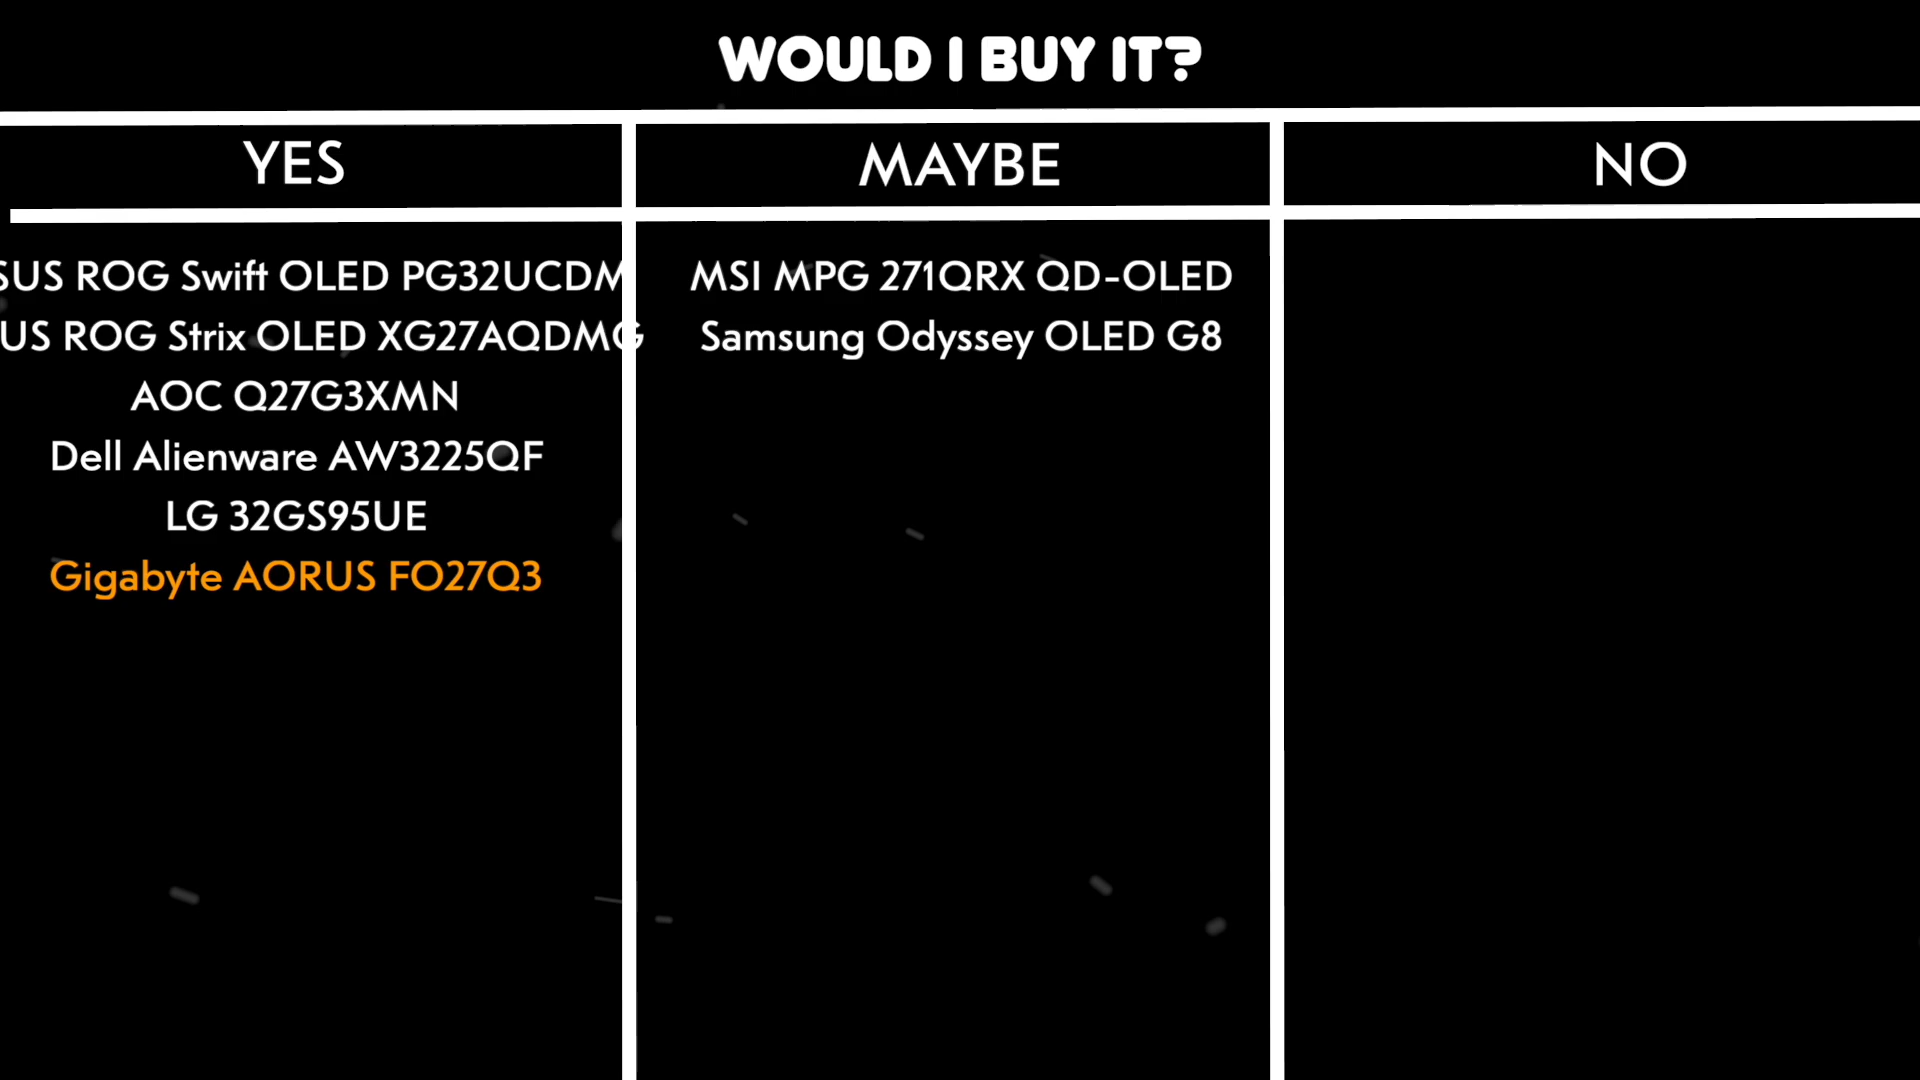 WOULD I BUY IT?
YES
MAYBE
NO
SUS ROG Swift OLED PG32UCDM
US ROG Strix OLED XG27AQDMG
AOC Q27G3XMN
Dell Alienware AW3225QF
LG 32GS95UE
Gigabyte AORUS FO27Q3
MSI MPG 271QRX QD-OLED
Samsung Odyssey OLED G8